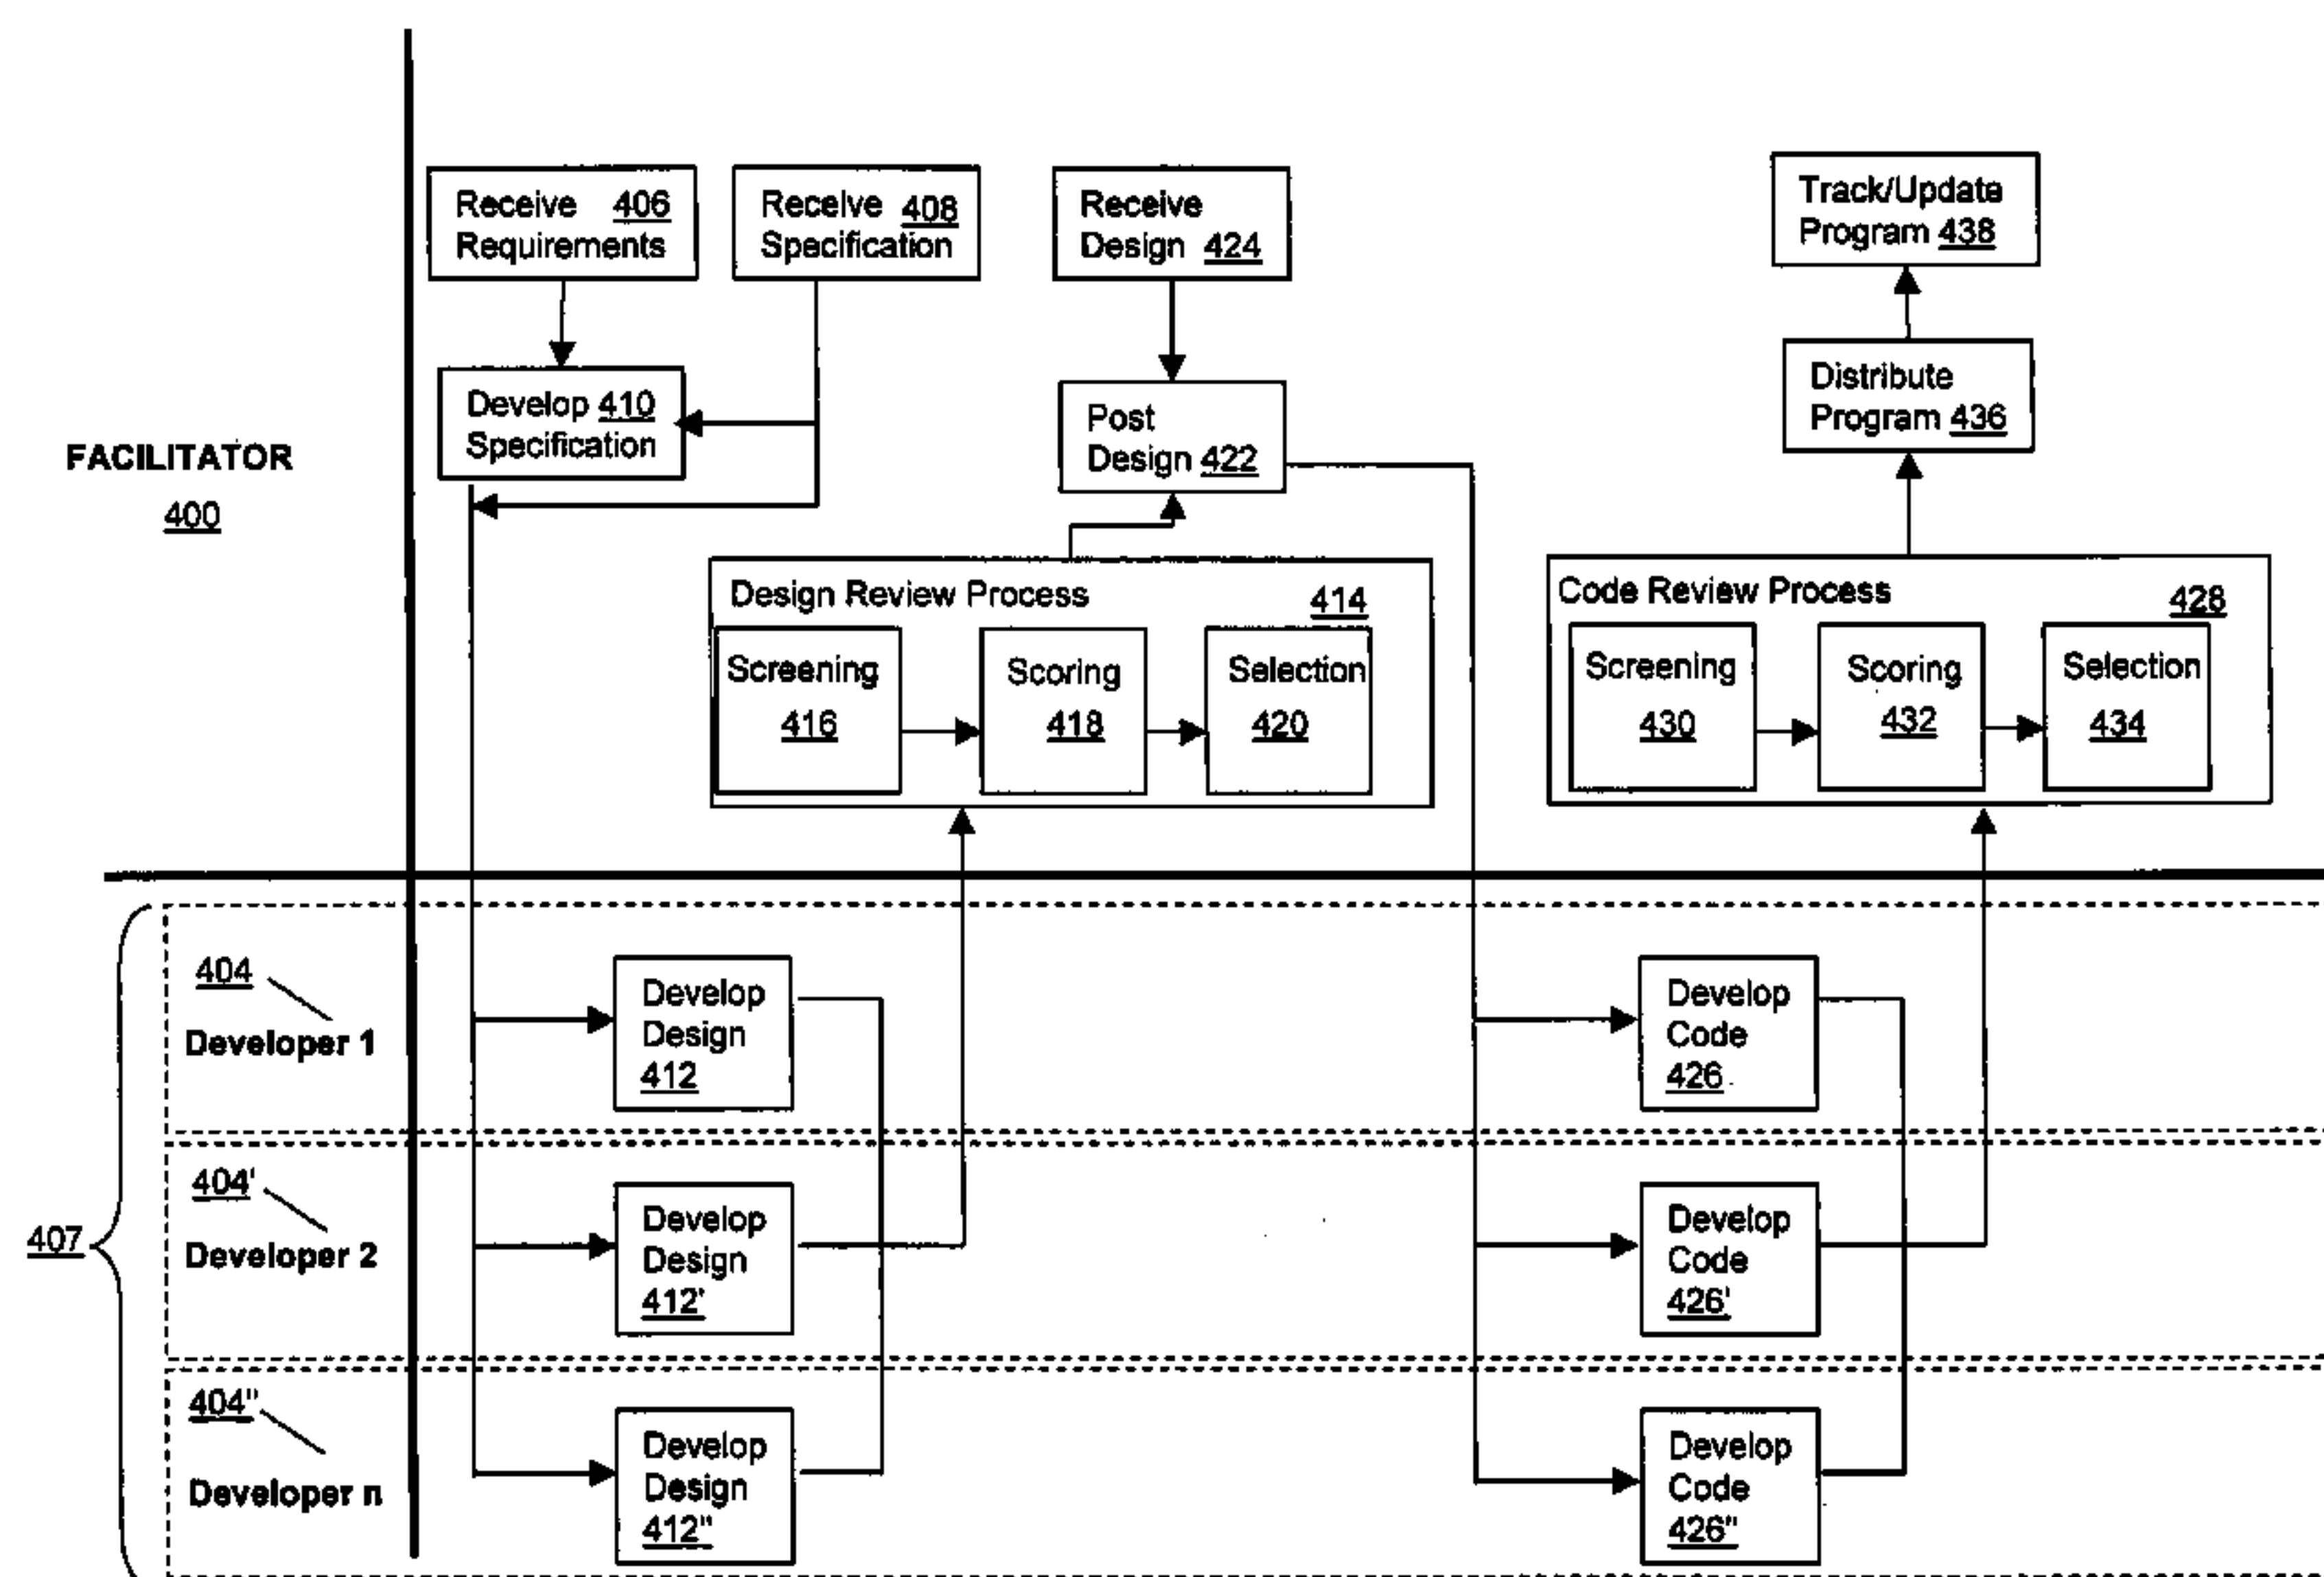 Receive 406
Requirements
Receive 408
Specification
Receive
Design 424
Track/Update
Program 438
Develop 410
Specification
Post
Design 422
Distribute
Program 436
FACILITATOR
400
Design Review Process 414
Screening
416
Scoring
418
Selection
420
Code Review Process 428
Screening
430
Scoring
432
Selection
434
407
404
Developer 1
Develop
Design
412
Develop
Code
426
404'
Developer 2
Develop
Design
412'
Develop
Code
426'
404"
Developer n
Develop
Design
412"
Develop
Code
426"